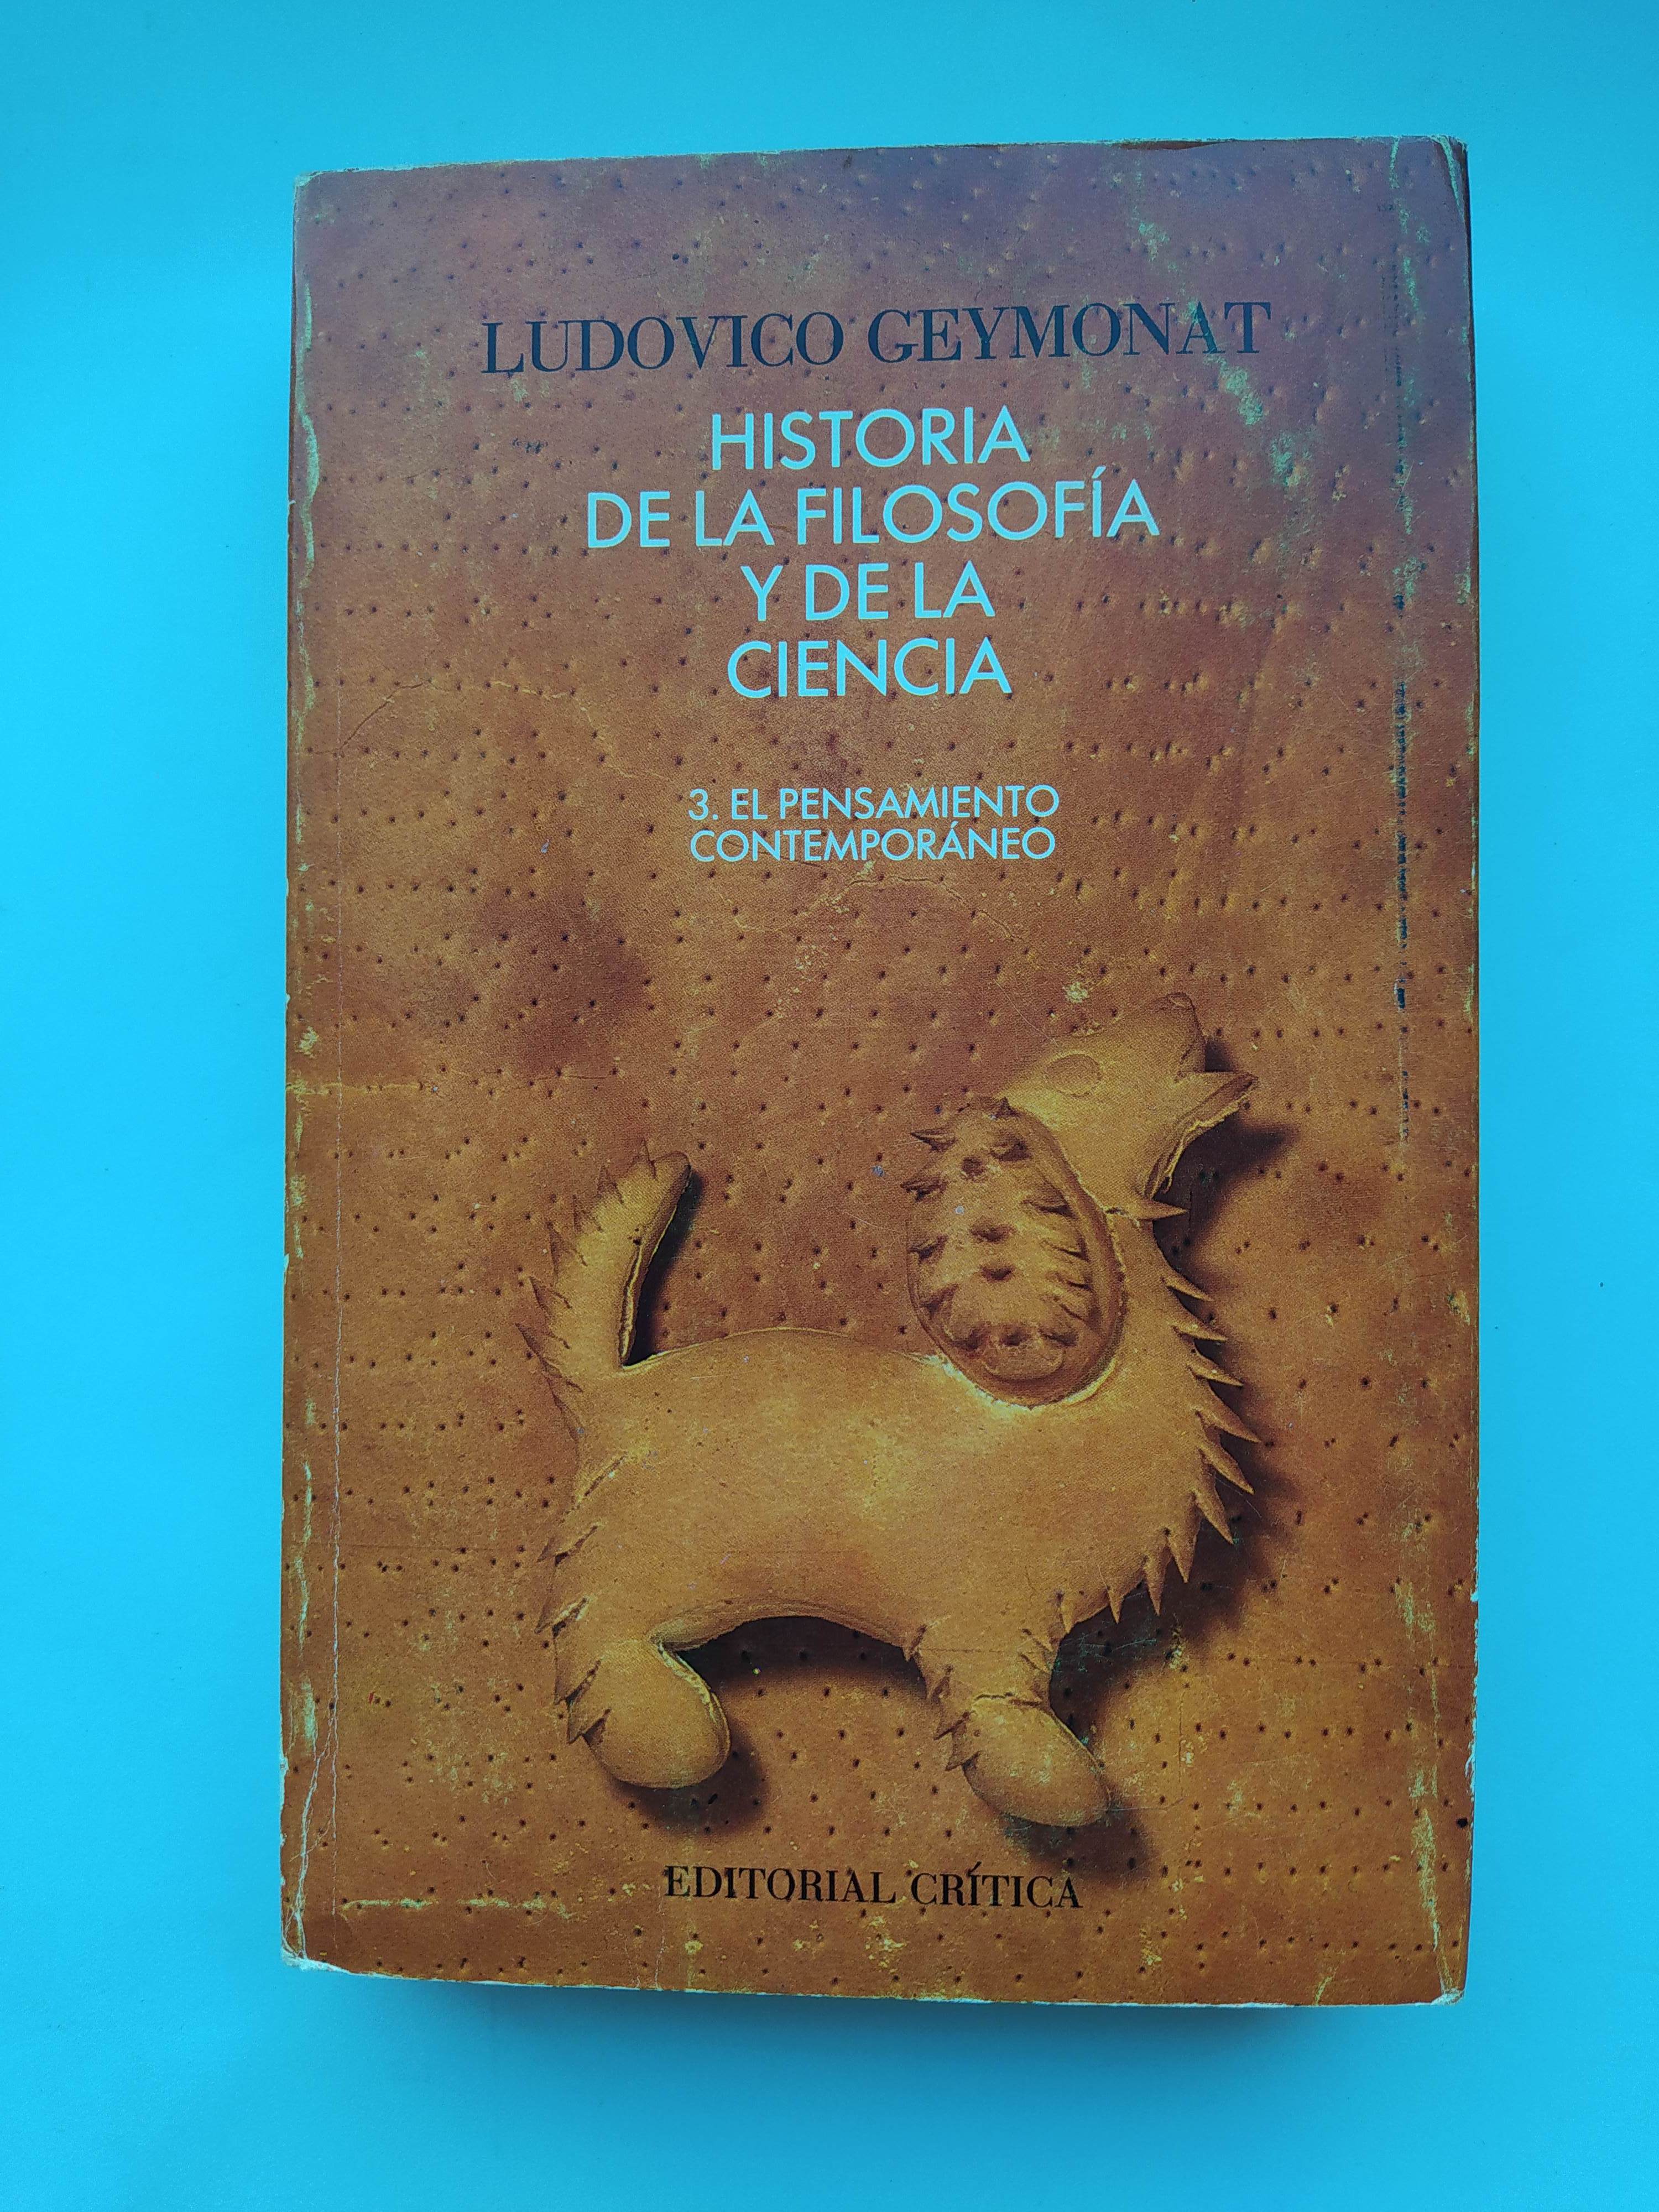 LUDOVICO GEYMONAT
HISTORIA
DE LA FILOSOFÍA
Y DE LA
CIENCIA
3. EL PENSAMIENTO
CONTEMPORÁNEO
EDITORIAL CRÍTICA